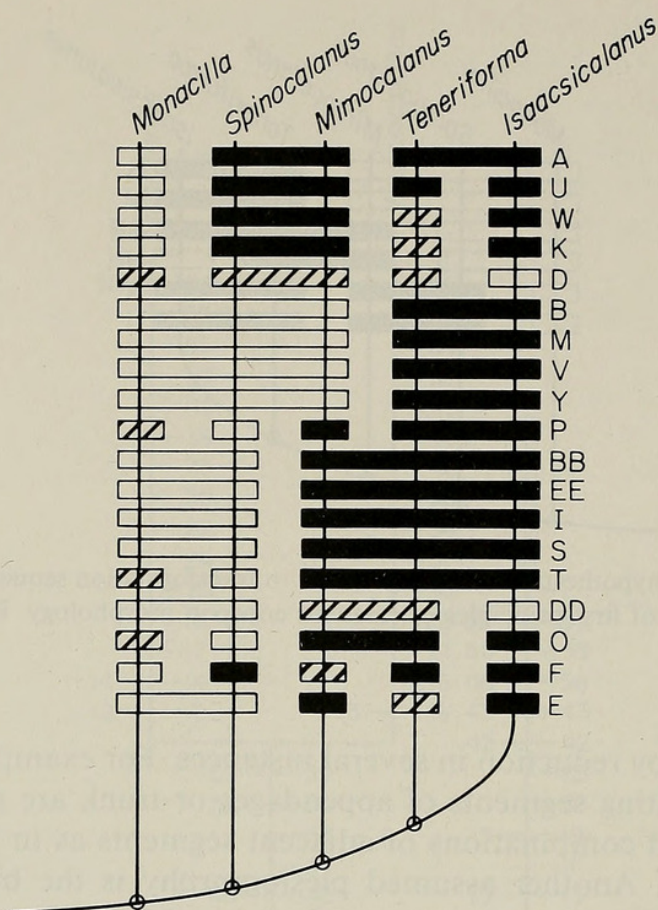 Monacilla
Spinocalanus
Mimocalanus
Teneriforma
Isaacsicalanus
A
U
W
K
D
B
M
V
Y
P
BB
EE
I
S
T
DD
O
F
E